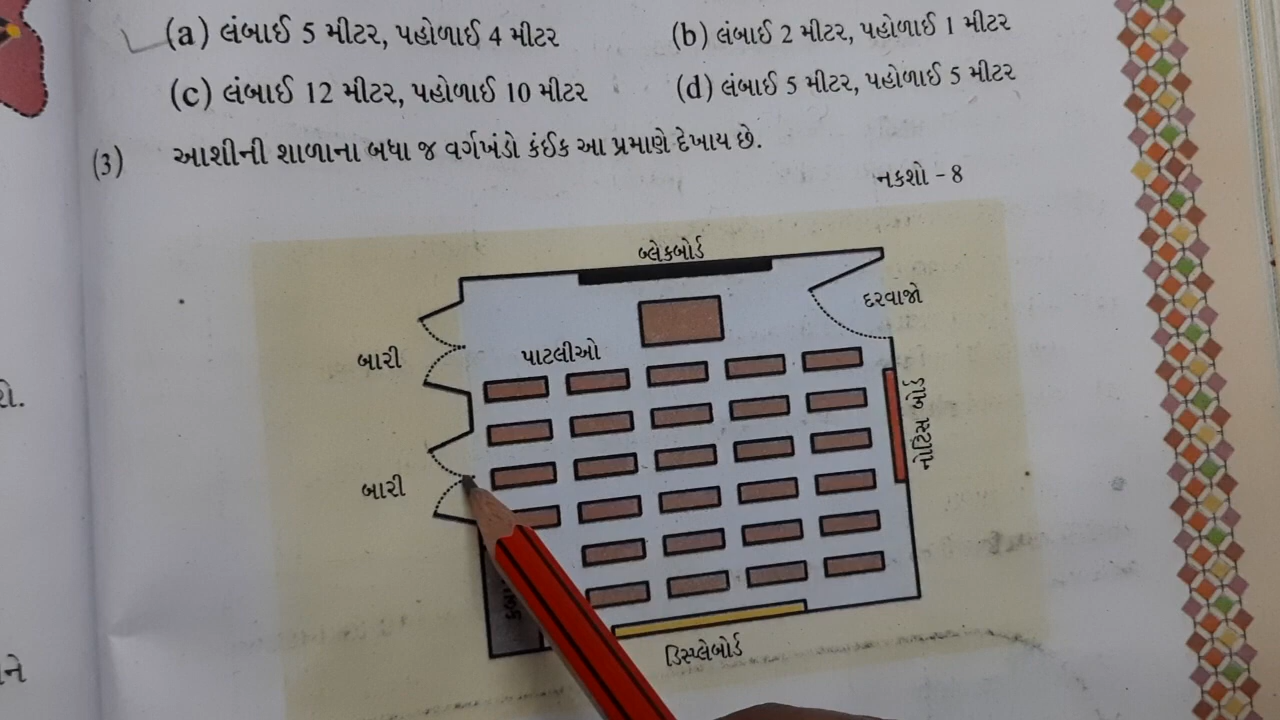 (a) લંબાઈ 5 મીટર, પહોળાઈ 4 મીટર (b) લંબાઈ 2 મીટર, પહોળાઈ 1 મીટર
(c) લંબાઈ 12 મીટર, પહોળાઈ 10 મીટર (d) લંબાઈ 5 મીટર, પહોળાઈ 5 મીટર
(3) આશીની શાળાના બધા જ વર્ગખંડો કંઈક આ પ્રમાણે દેખાય છે.
નકશો - 8
બ્લેકબોર્ડ
દરવાજો
બારી
પાટલીઓ
નોટિસ બોર્ડ
બારી
ડિસ્પ્લેબોર્ડ